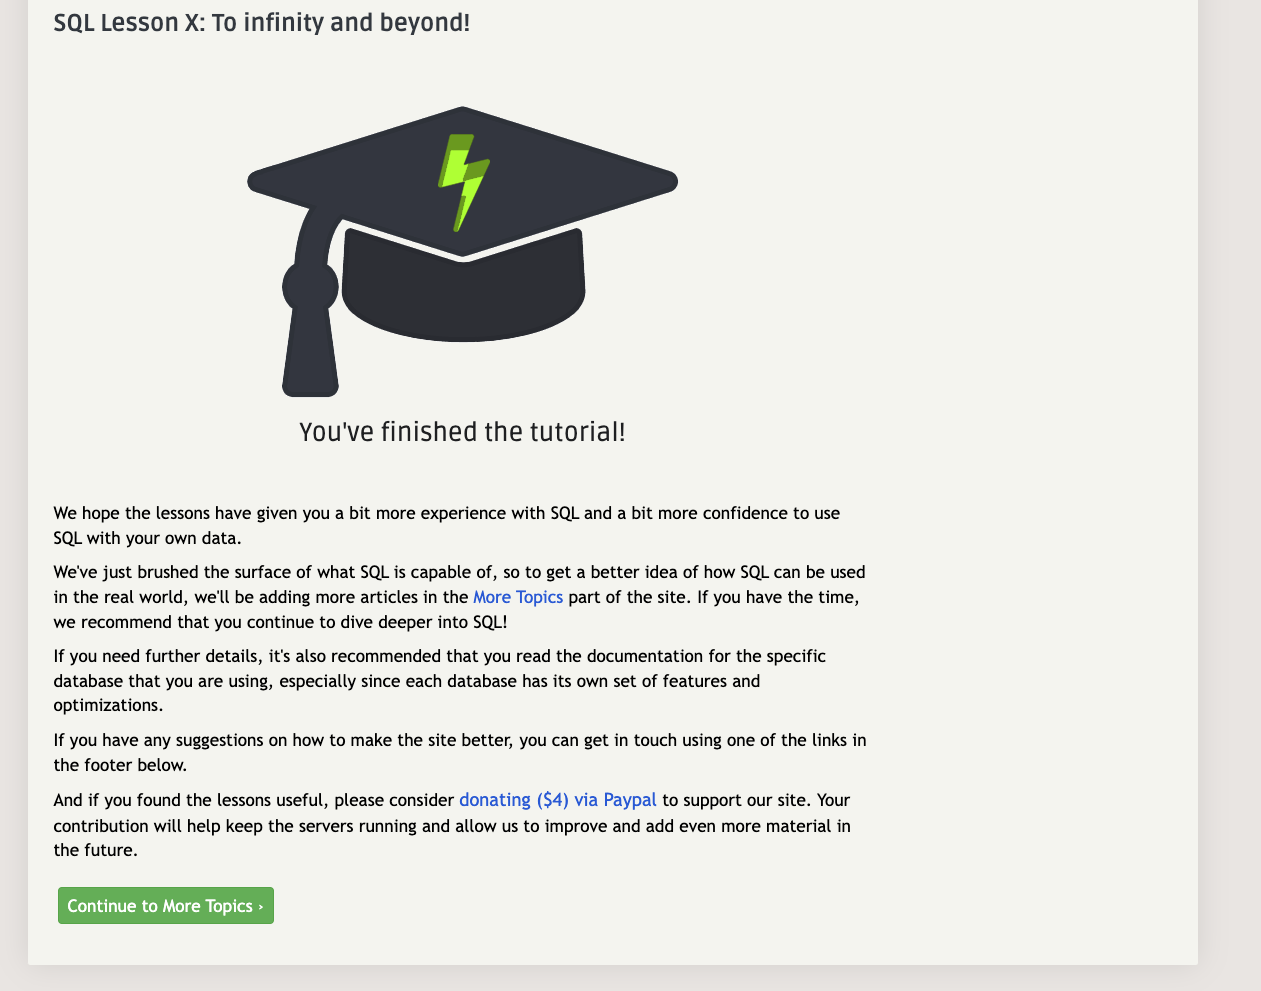 SQL Lesson X: To infinity and beyond!
You've finished the tutorial!
We hope the lessons have given you a bit more experience with SQL and a bit more confidence to use
SQL with your own data.
We've just brushed the surface of what SQL is capable of, so to get a better idea of how SQL can be used
in the real world, we'll be adding more articles in the More Topics part of the site. If you have the time,
we recommend that you continue to dive deeper into SQL!
If you need further details, it's also recommended that you read the documentation for the specific
database that you are using, especially since each database has its own set of features and
optimizations.
If you have any suggestions on how to make the site better, you can get in touch using one of the links in
the footer below.
And if you found the lessons useful, please consider donating ($4) via Paypal to support our site. Your
contribution will help keep the servers running and allow us to improve and add even more material in
the future.
Continue to More Topics ›